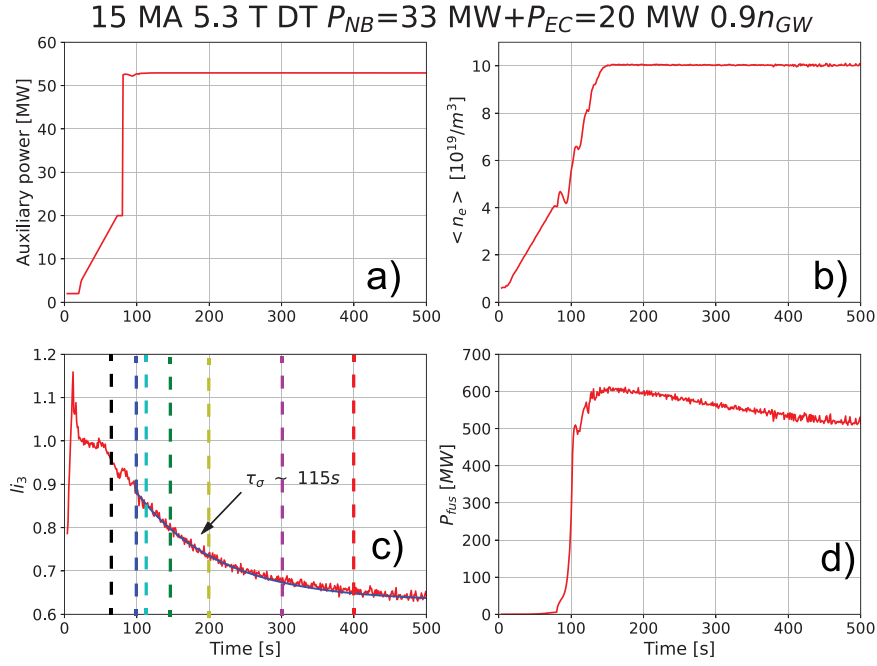 15 MA 5.3 T DT P_NB=33 MW+P_EC=20 MW 0.9n_GW
Auxiliary power [MW]
60
50
40
30
20
10
0
0 100 200 300 400 500
a)
< n_e > [10^19/m^3]
10
8
6
4
2
0
0 100 200 300 400 500
b)
li_3
1.2
1.1
1.0
0.9
0.8
0.7
0.6
τ_σ ~ 115s
c)
0 100 200 300 400 500
Time [s]
P_fus [MW]
700
600
500
400
300
200
100
0
d)
0 100 200 300 400 500
Time [s]